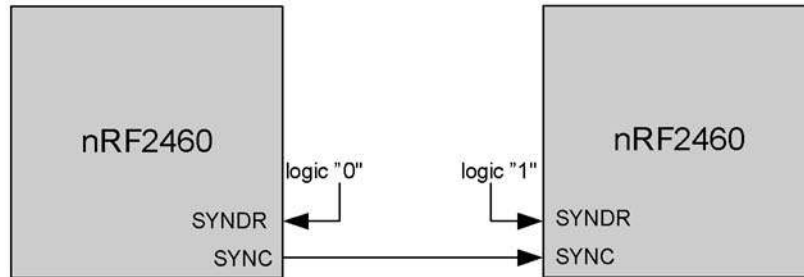 nRF2460
nRF2460
logic "0"
logic "1"
SYNDR
SYNDR
SYNC
SYNC